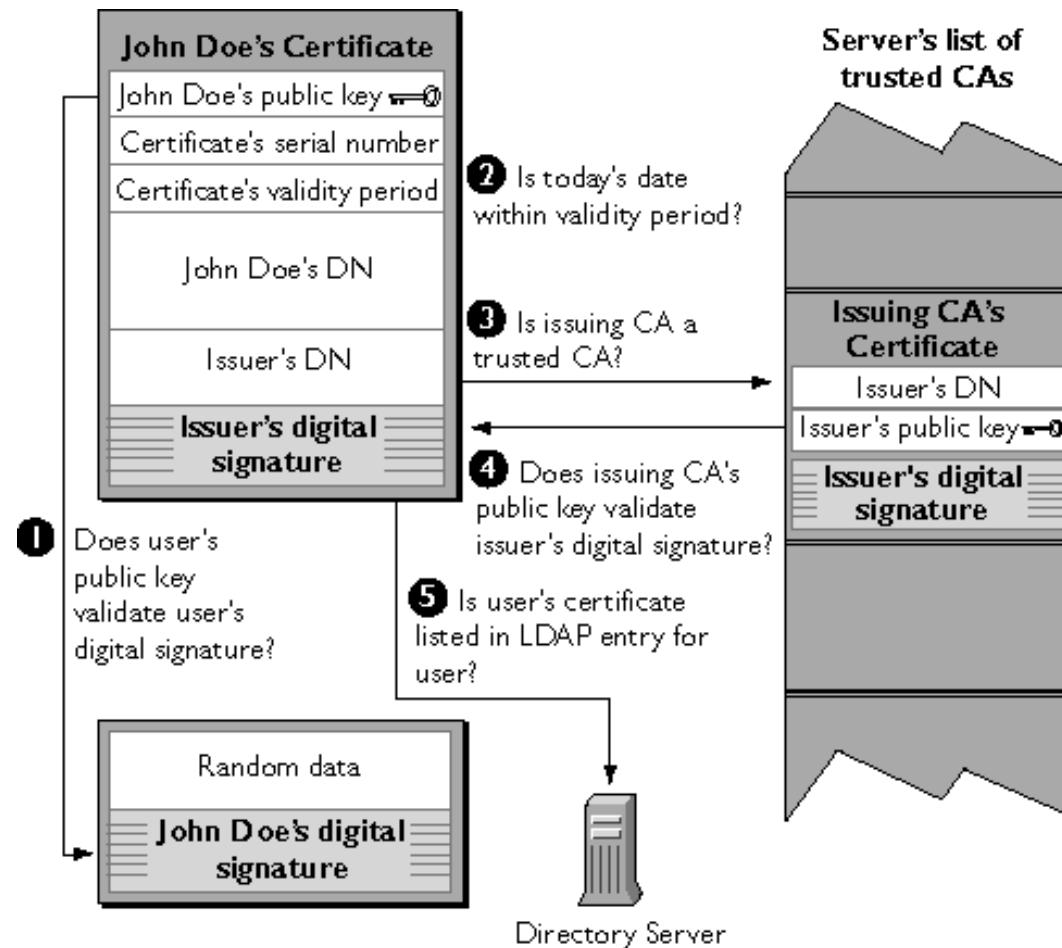 John Doe's Certificate
John Doe's public key
Certificate's serial number
Certificate's validity period
John Doe's DN
Issuer's DN
Issuer's digital
signature
Server's list of
trusted CAs
2 Is today's date
within validity period?
3 Is issuing CA a
trusted CA?
Issuing CA's
Certificate
Issuer's DN
Issuer's public key
Issuer's digital
signature
4 Does issuing CA's
public key validate
issuer's digital signature?
1 Does user's
public key
validate user's
digital signature?
5 Is user's certificate
listed in LDAP entry for
user?
Random data
John Doe's digital
signature
Directory Server